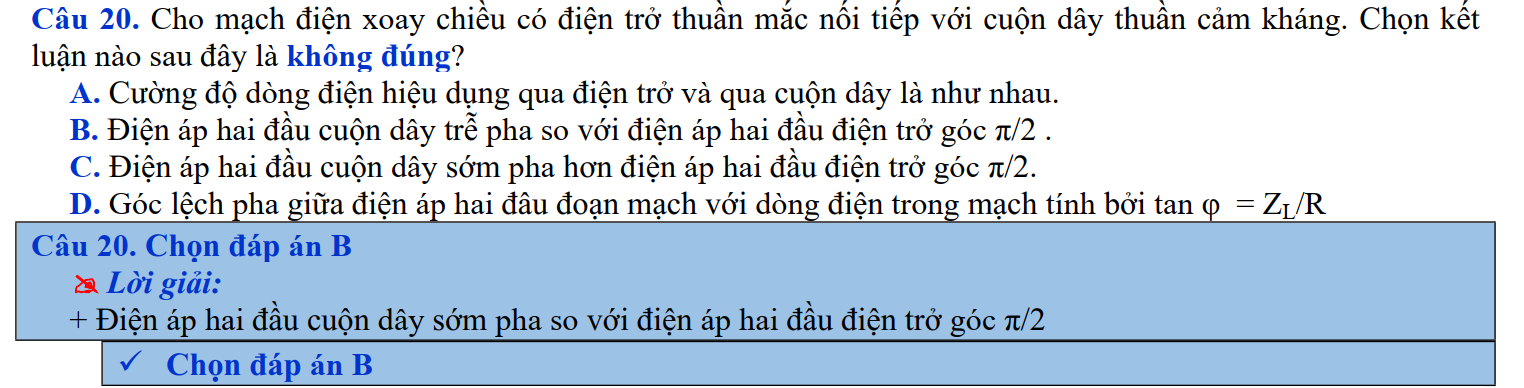 Câu 20. Cho mạch điện xoay chiều có điện trở thuần mắc nối tiếp với cuộn dây thuần cảm kháng. Chọn kết
luận nào sau đây là không đúng?
A. Cường độ dòng điện hiệu dụng qua điện trở và qua cuộn dây là như nhau.
B. Điện áp hai đầu cuộn dây trễ pha so với điện áp hai đầu điện trở góc π/2 .
C. Điện áp hai đầu cuộn dây sớm pha hơn điện áp hai đầu điện trở góc π/2.
D. Góc lệch pha giữa điện áp hai đâu đoạn mạch với dòng điện trong mạch tính bởi tan φ = Z_L/R
Câu 20. Chọn đáp án B
Lời giải:
+ Điện áp hai đầu cuộn dây sớm pha so với điện áp hai đầu điện trở góc π/2
✓ Chọn đáp án B